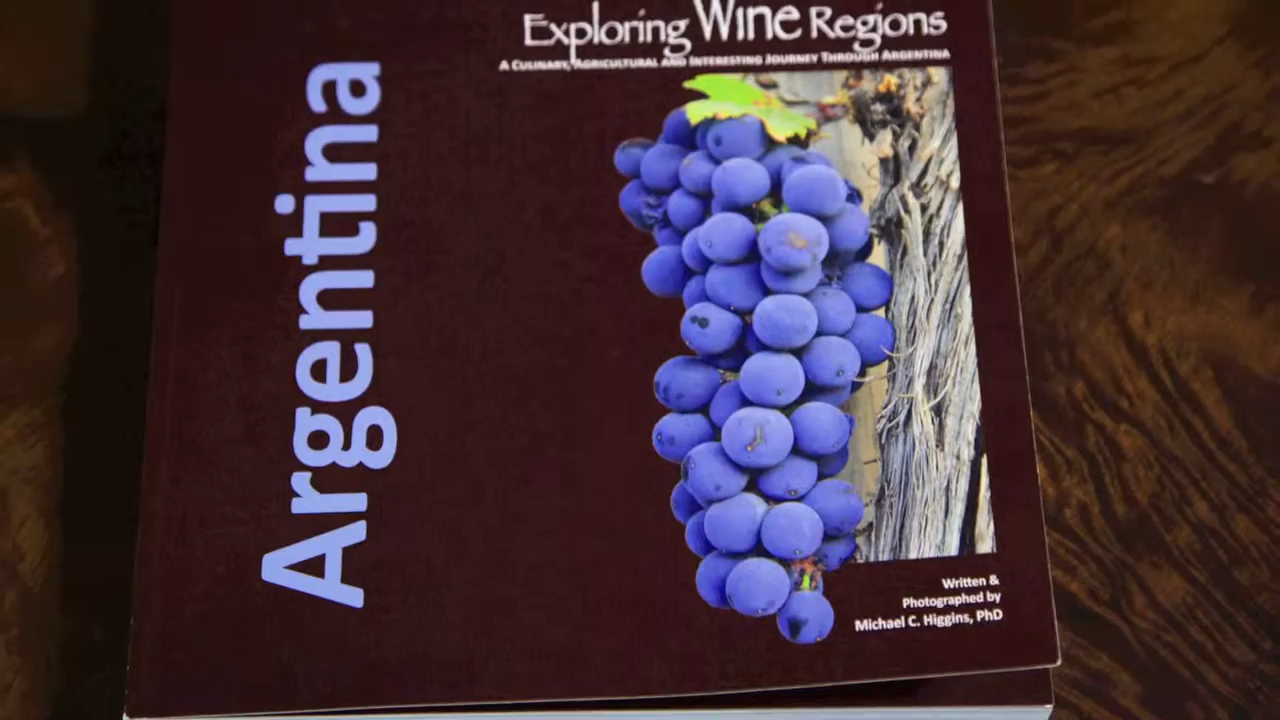 Exploring Wine Regions
A Culinary, Agricultural and Interesting Journey Through Argentina
Argentina
Written &
Photographed by
Michael C. Higgins, PhD